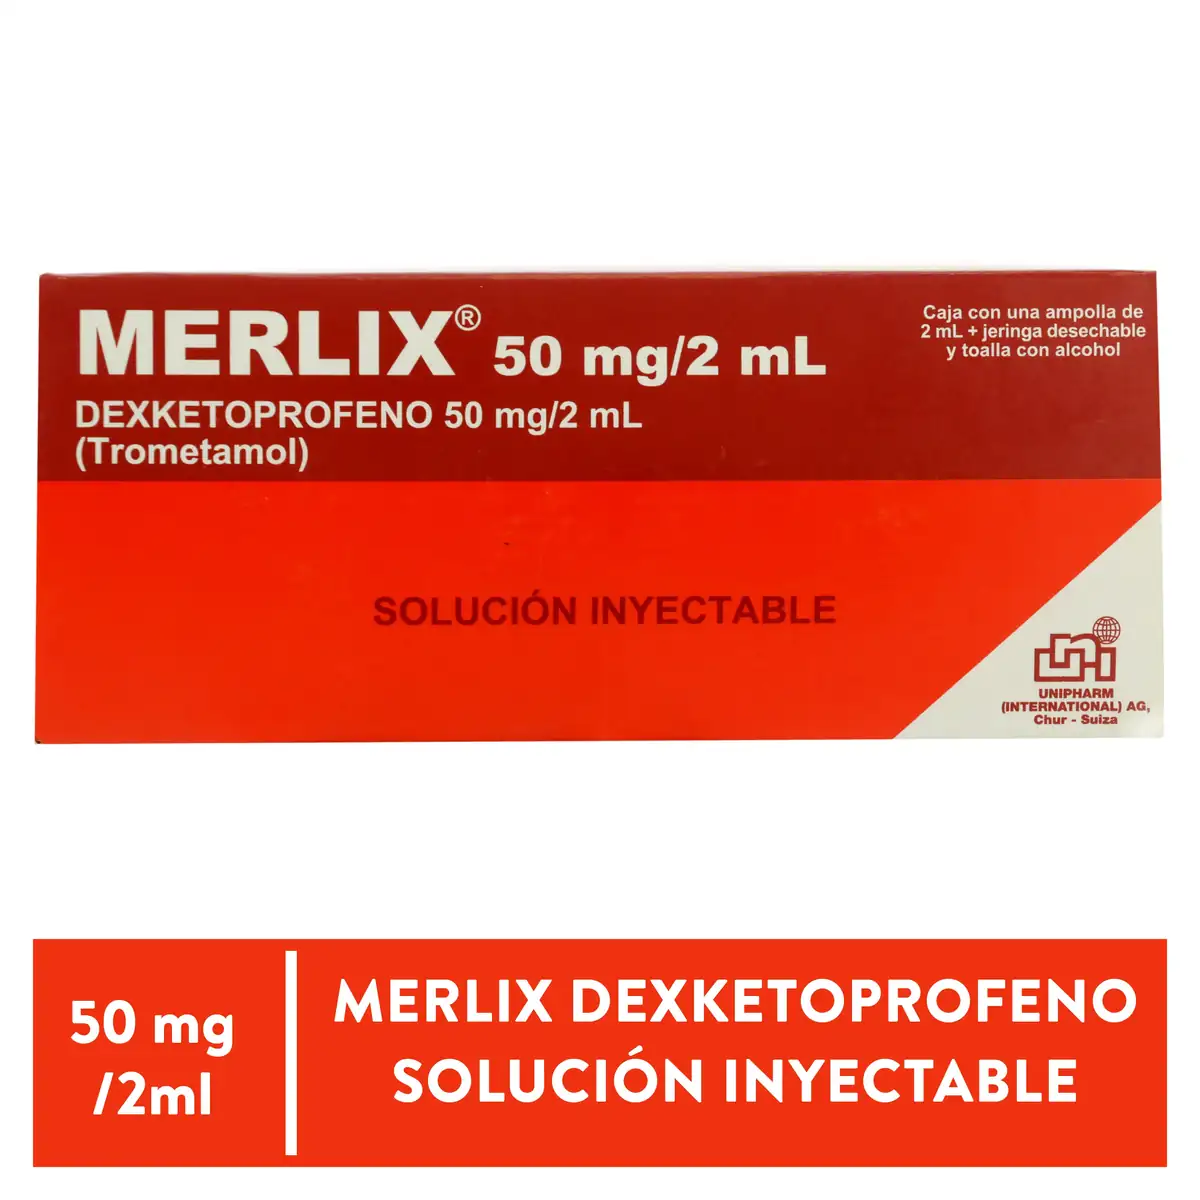 MERLIX® 50 mg/2 mL
DEXKETOPROFENO 50 mg/2 mL
(Trometamol)
Caja con una ampolla de
2 mL + jeringa desechable
y toalla con alcohol
SOLUCIÓN INYECTABLE
uni
UNIPHARM
(INTERNATIONAL) AG,
Chur - Suiza
50 mg
/2ml
MERLIX DEXKETOPROFENO
SOLUCIÓN INYECTABLE